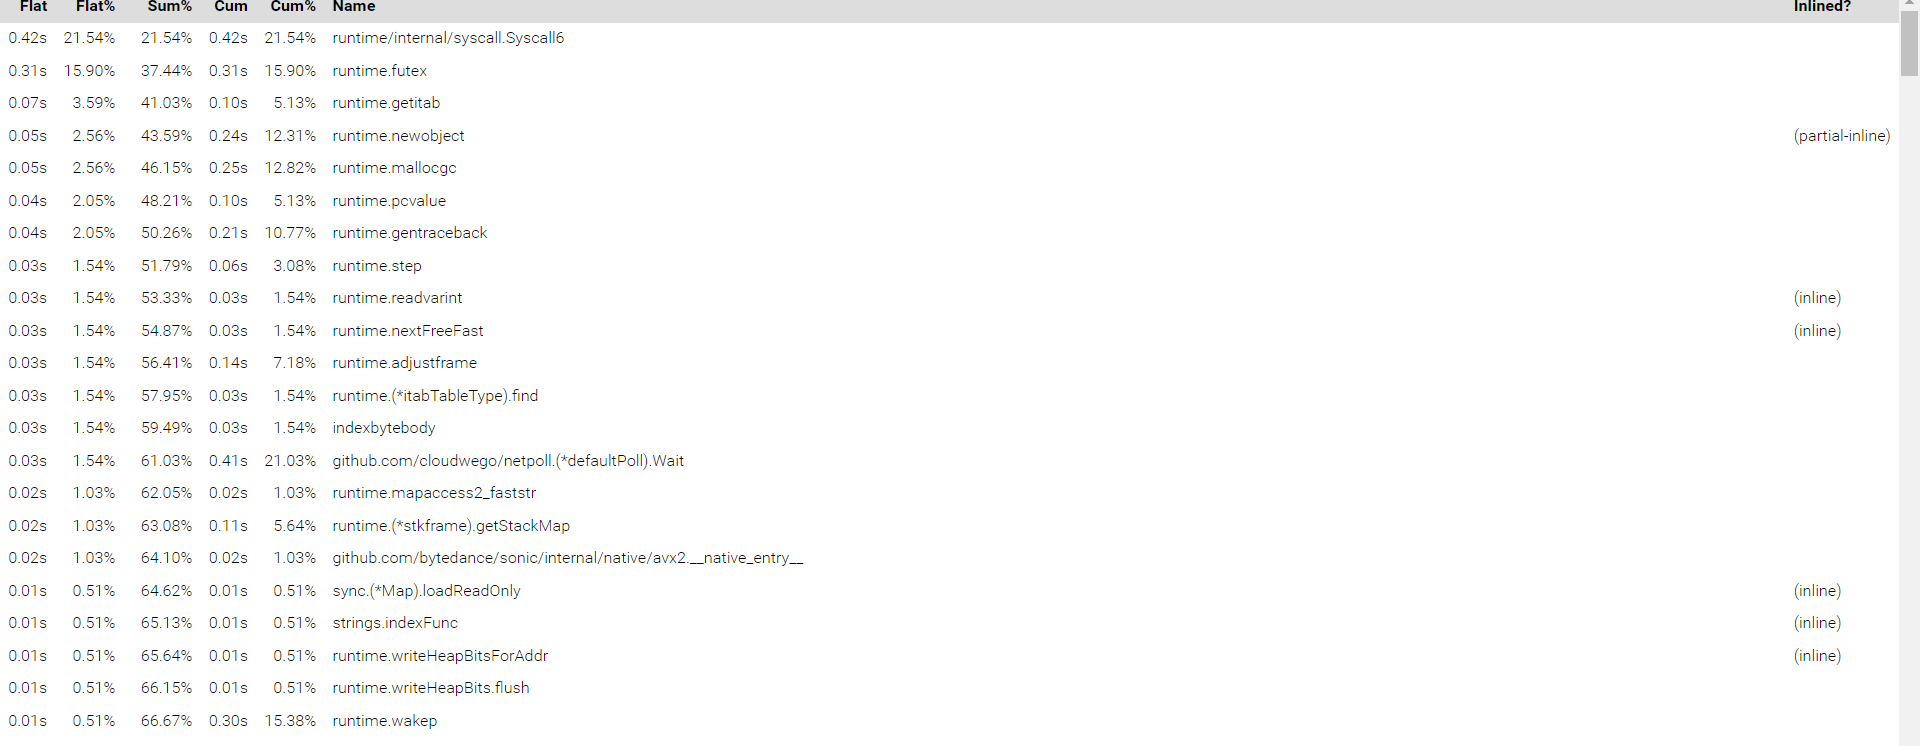 Flat Flat% Sum% Cum Cum% Name Inlined?
0.42s 21.54% 21.54% 0.42s 21.54% runtime/internal/syscall.Syscall6
0.31s 15.90% 37.44% 0.31s 15.90% runtime.futex
0.07s 3.59% 41.03% 0.10s 5.13% runtime.getitab
0.05s 2.56% 43.59% 0.24s 12.31% runtime.newobject (partial-inline)
0.05s 2.56% 46.15% 0.25s 12.82% runtime.mallocgc
0.04s 2.05% 48.21% 0.10s 5.13% runtime.pcvalue
0.04s 2.05% 50.26% 0.21s 10.77% runtime.gentraceback
0.03s 1.54% 51.79% 0.06s 3.08% runtime.step
0.03s 1.54% 53.33% 0.03s 1.54% runtime.readvarint (inline)
0.03s 1.54% 54.87% 0.03s 1.54% runtime.nextFreeFast (inline)
0.03s 1.54% 56.41% 0.14s 7.18% runtime.adjustframe
0.03s 1.54% 57.95% 0.03s 1.54% runtime.(*itabTableType).find
0.03s 1.54% 59.49% 0.03s 1.54% indexbytebody
0.03s 1.54% 61.03% 0.41s 21.03% github.com/cloudwego/netpoll.(*defaultPoll).Wait
0.02s 1.03% 62.05% 0.02s 1.03% runtime.mapaccess2_faststr
0.02s 1.03% 63.08% 0.11s 5.64% runtime.(*stkframe).getStackMap
0.02s 1.03% 64.10% 0.02s 1.03% github.com/bytedance/sonic/internal/native/avx2.__native_entry__
0.01s 0.51% 64.62% 0.01s 0.51% sync.(*Map).loadReadOnly (inline)
0.01s 0.51% 65.13% 0.01s 0.51% strings.indexFunc (inline)
0.01s 0.51% 65.64% 0.01s 0.51% runtime.writeHeapBitsForAddr (inline)
0.01s 0.51% 66.15% 0.01s 0.51% runtime.writeHeapBits.flush
0.01s 0.51% 66.67% 0.30s 15.38% runtime.wakep